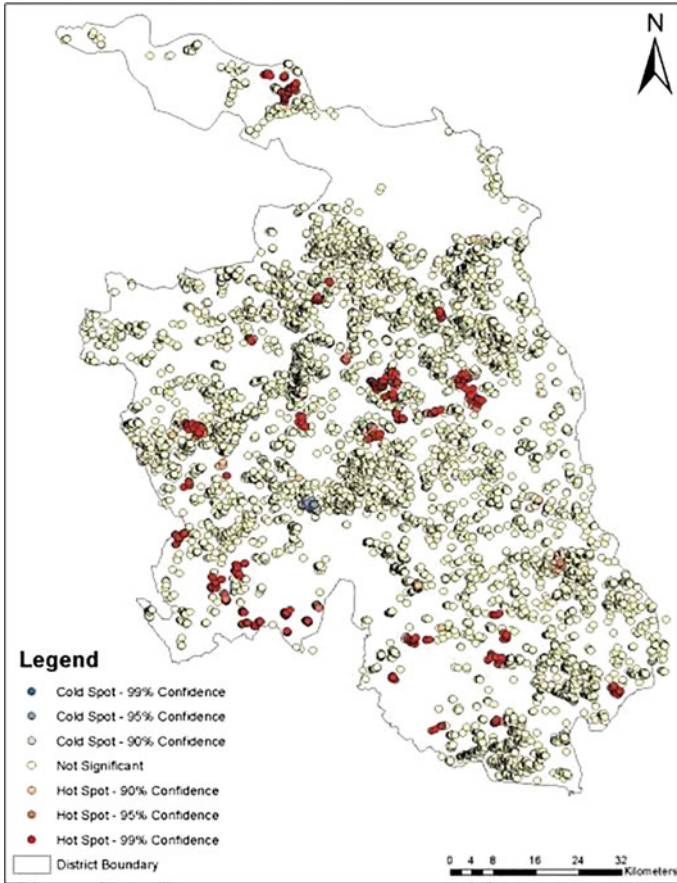 N
Legend
Cold Spot - 99% Confidence
Cold Spot - 95% Confidence
Cold Spot - 90% Confidence
Not Significant
Hot Spot - 90% Confidence
Hot Spot - 95% Confidence
Hot Spot - 99% Confidence
District Boundary
0 4 8 16 24 32
Kilometers